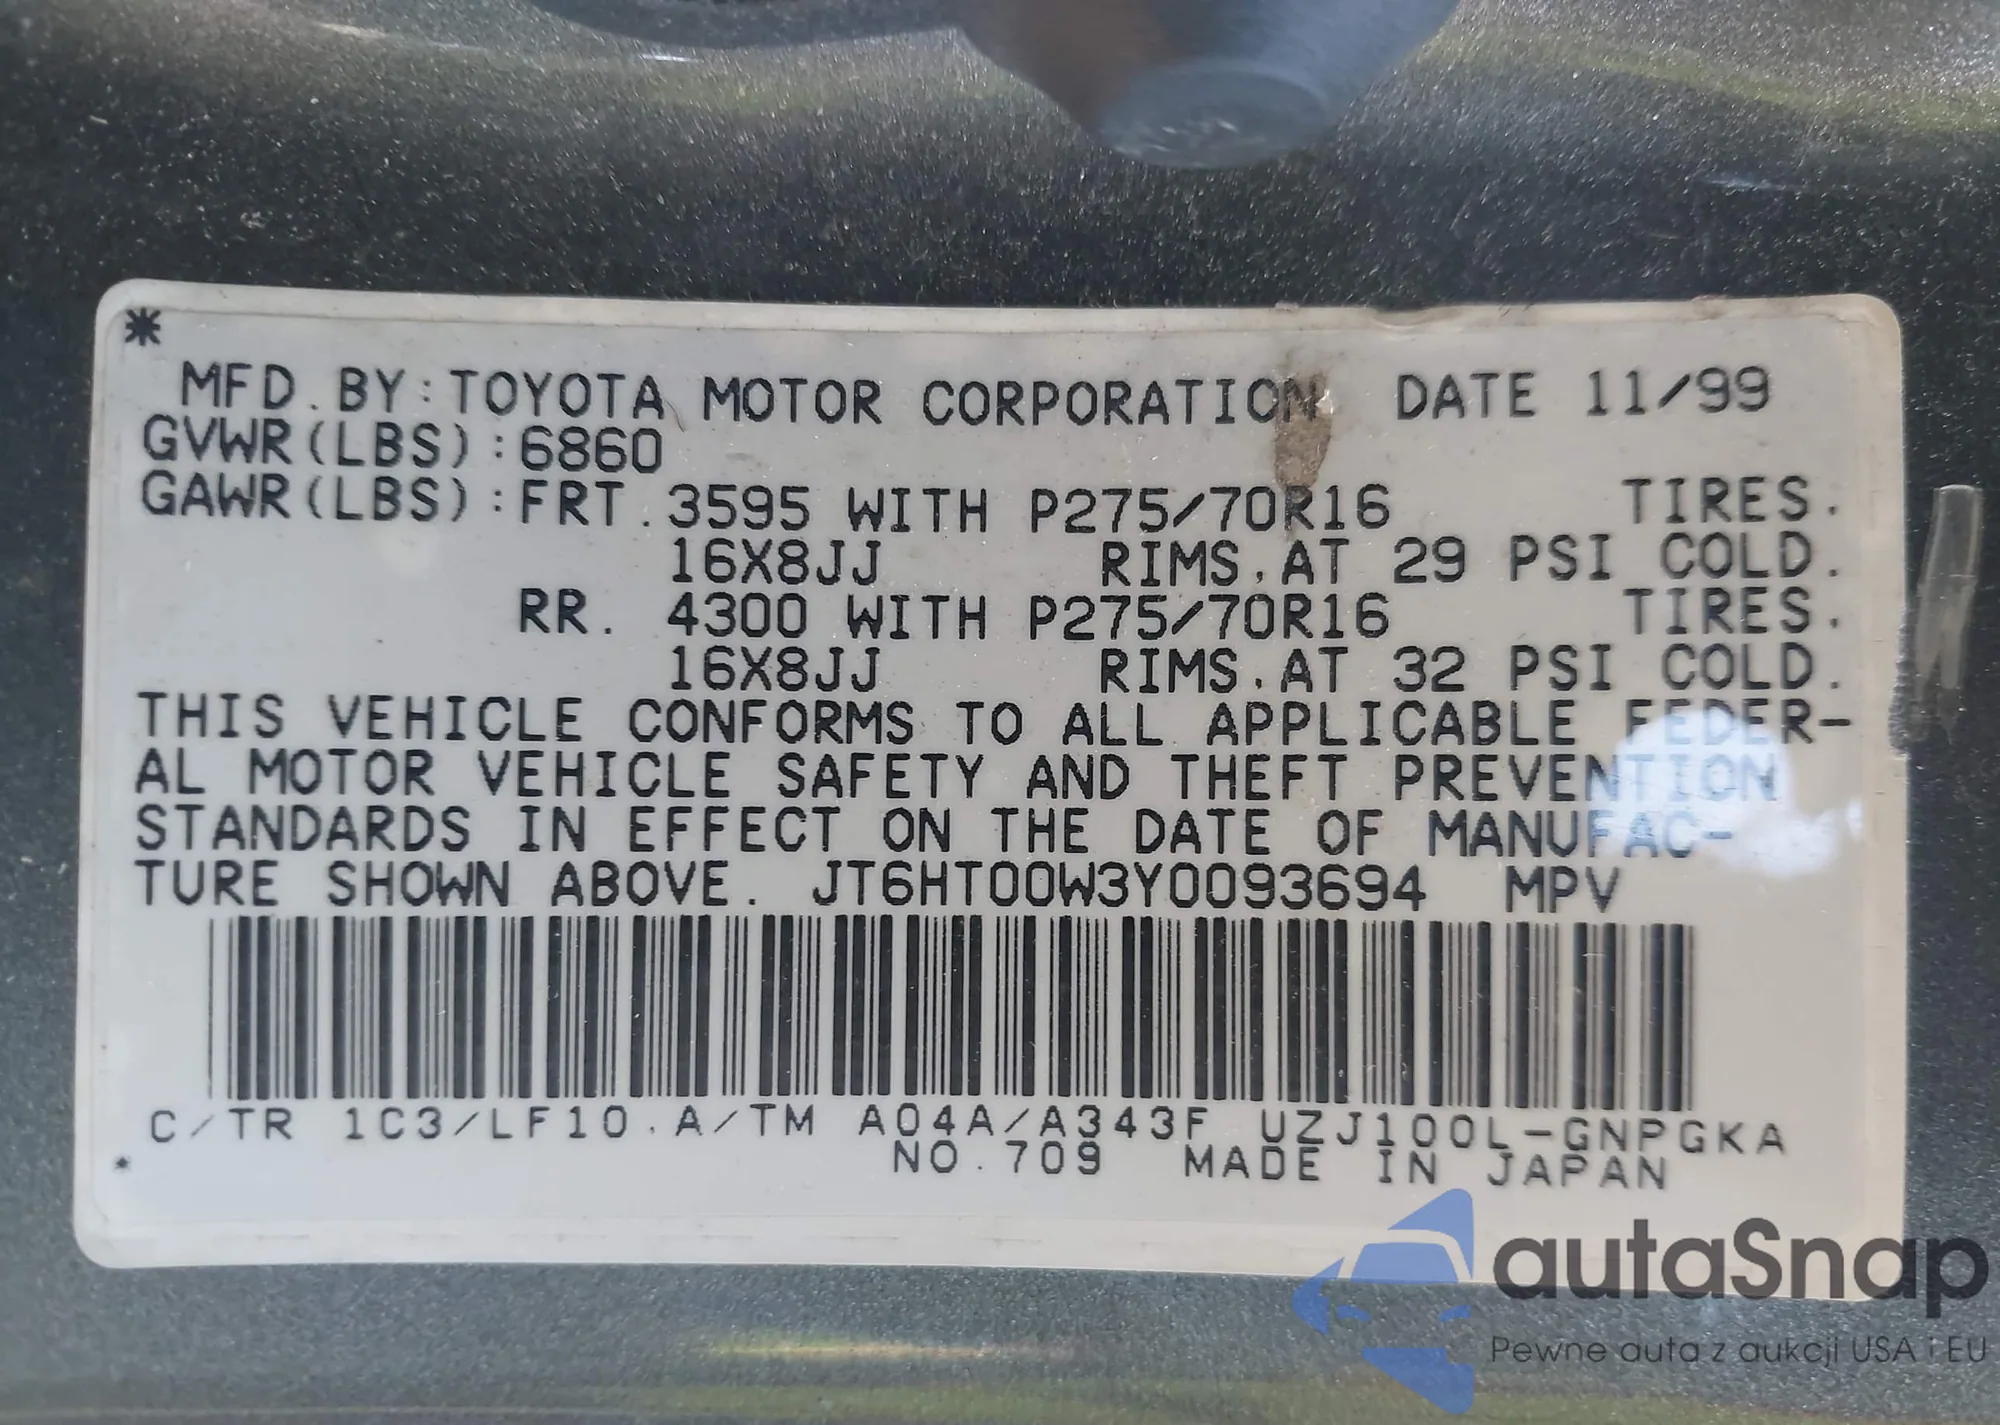 *
MFD. BY: TOYOTA MOTOR CORPORATION DATE 11/99
GVWR(LBS):6860
GAWR(LBS):FRT. 3595 WITH P275/70R16 TIRES.
16X8JJ RIMS. AT 29 PSI COLD.
RR. 4300 WITH P275/70R16 TIRES.
16X8JJ RIMS. AT 32 PSI COLD.
THIS VEHICLE CONFORMS TO ALL APPLICABLE FEDER-
AL MOTOR VEHICLE SAFETY AND THEFT PREVENTION
STANDARDS IN EFFECT ON THE DATE OF MANUFAC-
TURE SHOWN ABOVE. JT6HT00W3Y0093694 MPV
C/TR 1C3/LF10. A/TM A04A/A343F UZJ100L-GNPGKA
* NO. 709 MADE IN JAPAN
autaSnap
Pewne auta z aukcji USA i EU